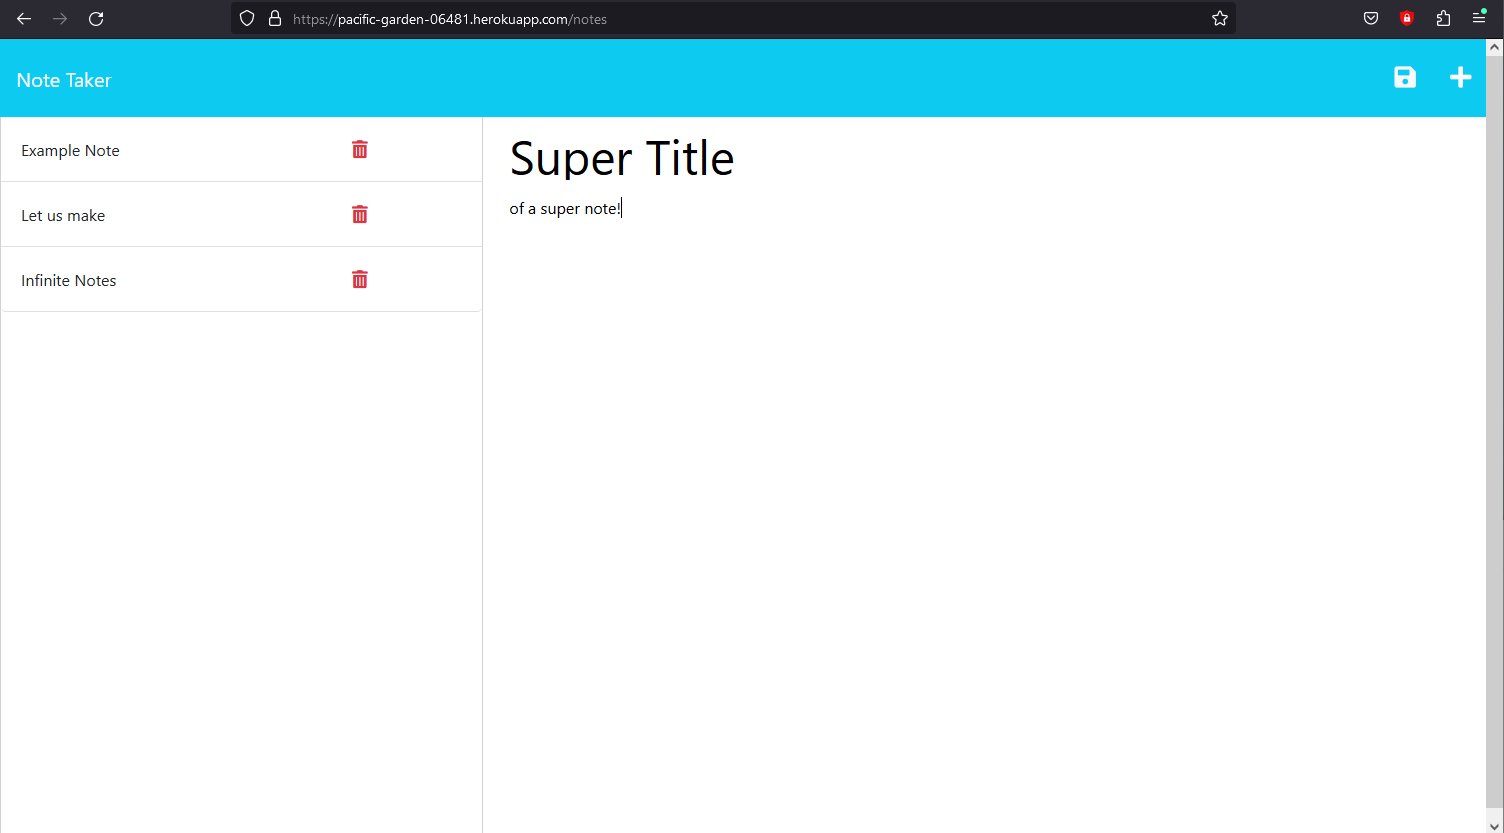 https://pacific-garden-06481.herokuapp.com/notes
Note Taker
Example Note
Let us make
Infinite Notes
Super Title
of a super note!